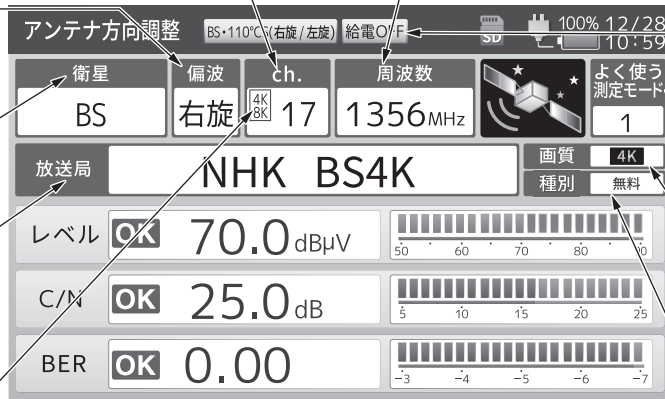 アンテナ方向調整 BS・110°CS(右旋/左旋) 給電OFF SD 100% 12/28
10:59
衛星 偏波 ch. 周波数 よく使う
測定モード
BS 右旋 4K 8K 17 1356MHz 1
放送局 NHK BS4K 画質 4K
種別 無料
レベル OK 70.0dBμV 50 60 70 80 90
C/N OK 25.0dB 5 10 15 20 25
BER OK 0.00 -3 -4 -5 -6 -7